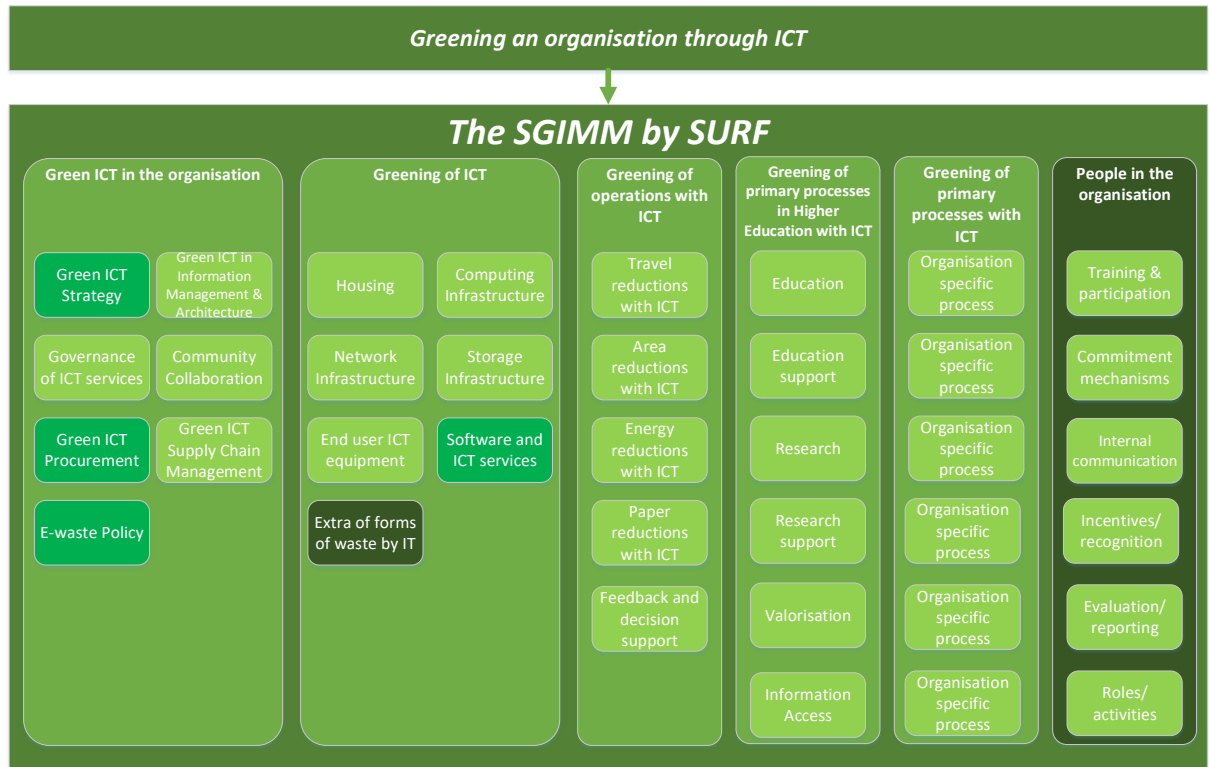 Greening an organisation through ICT
The SGIMM by SURF
Green ICT in the organisation
Green ICT
Strategy
Green ICT in
Information
Management &
Architecture
Governance
of ICT services
Community
Collaboration
Green ICT
Procurement
Green ICT
Supply Chain
Management
E-waste Policy
Greening of ICT
Housing
Computing
Infrastructure
Network
Infrastructure
Storage
Infrastructure
End user ICT
equipment
Software and
ICT services
Extra of forms
of waste by IT
Greening of
operations with
ICT
Travel
reductions
with ICT
Area
reductions
with ICT
Energy
reductions
with ICT
Paper
reductions
with ICT
Feedback and
decision
support
Greening of
primary processes
in Higher
Education with ICT
Education
Education
support
Research
Research
support
Valorisation
Information
Access
Greening of
primary
processes with
ICT
Organisation
specific
process
Organisation
specific
process
Organisation
specific
process
Organisation
specific
process
Organisation
specific
process
Organisation
specific
process
People in the
organisation
Training &
participation
Commitment
mechanisms
Internal
communication
Incentives/
recognition
Evaluation/
reporting
Roles/
activities